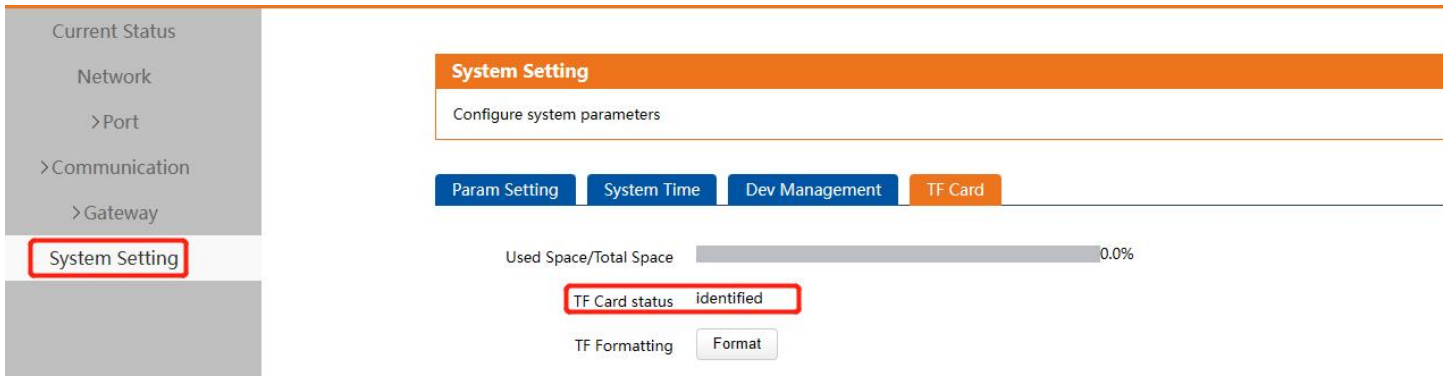 Current Status
Network
>Port
>Communication
>Gateway
System Setting
System Setting
Configure system parameters
Param Setting
System Time
Dev Management
TF Card
Used Space/Total Space 0.0%
TF Card status identified
TF Formatting Format